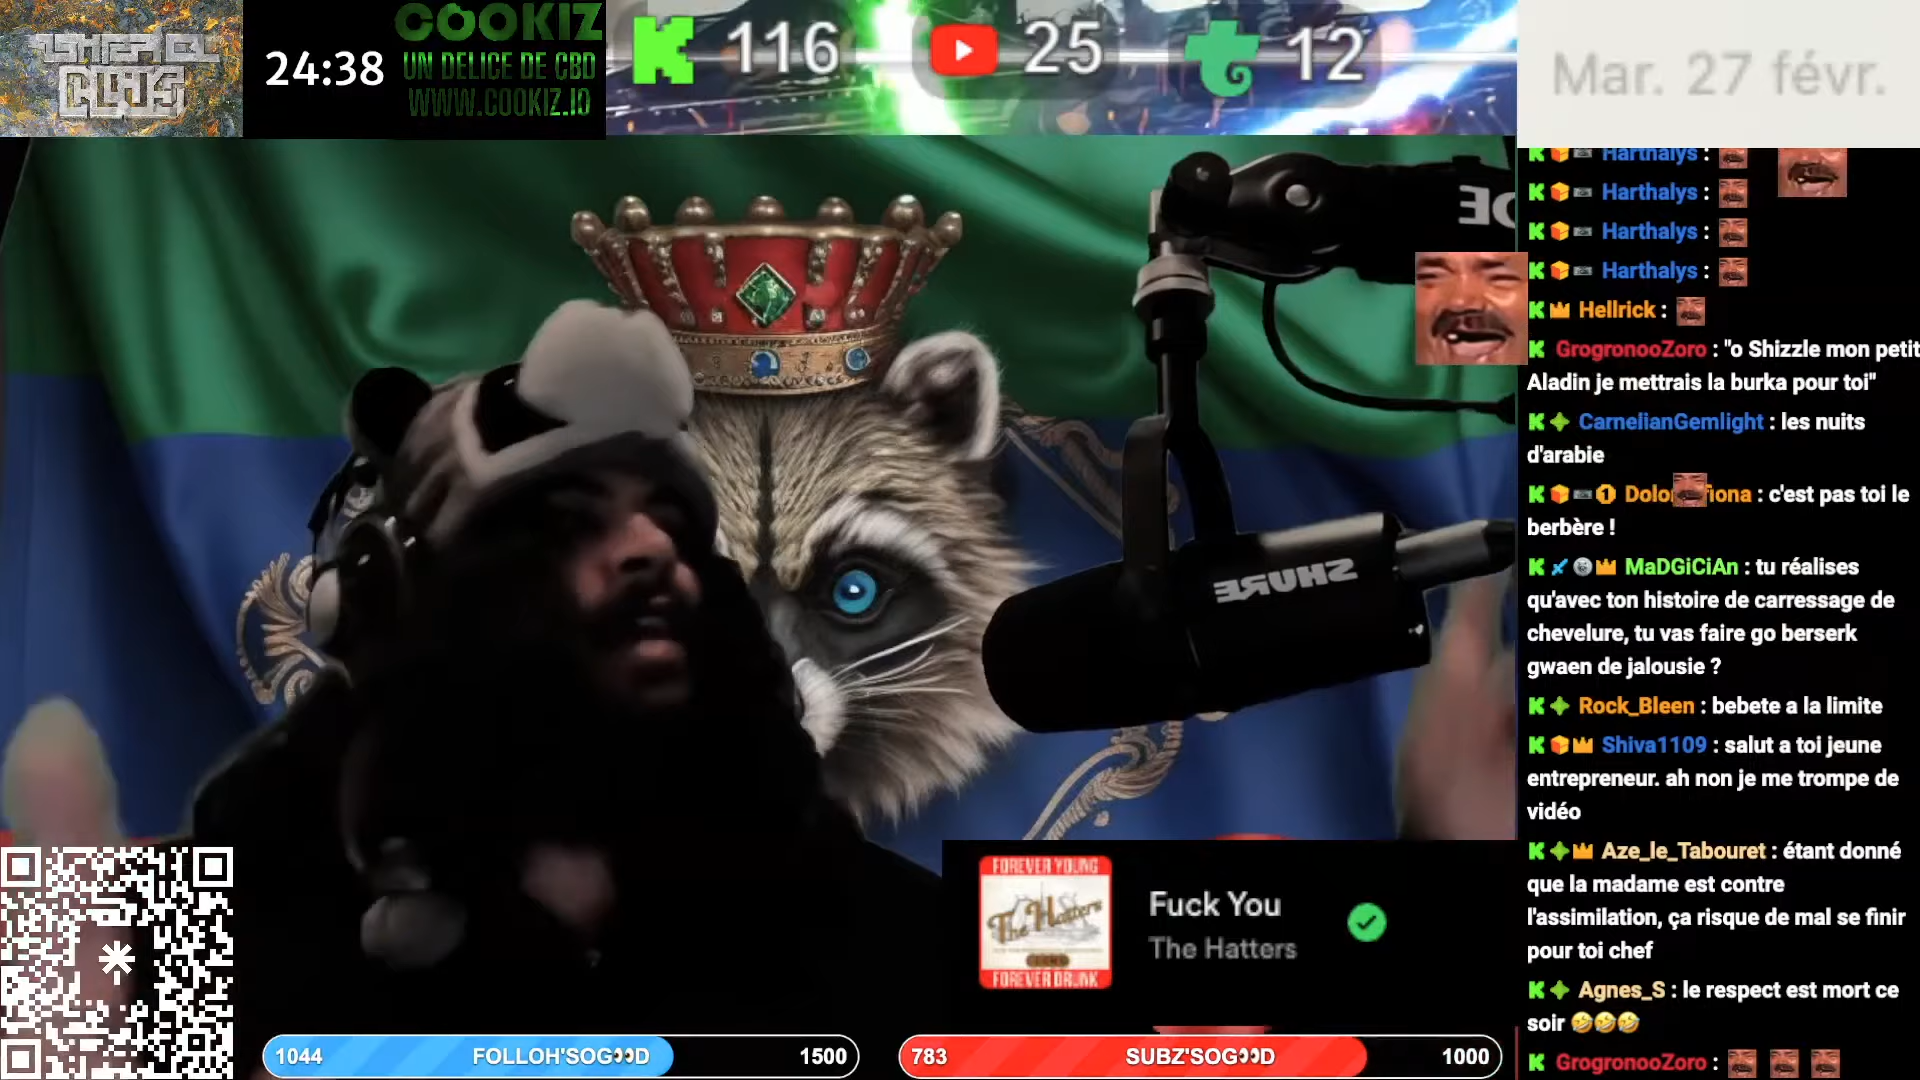 24:38
COOKIZ
UN DELICE DE CBD
WWW.COOKIZ.IO
116
25
12
Mar. 27 févr.
Harthalys :
Harthalys :
Harthalys :
Harthalys :
Hellrick :
GrogronooZoro : "o Shizzle mon petit
Aladin je mettrais la burka pour toi"
CarnelianGemlight : les nuits
d'arabie
: c'est pas toi le
berbère !
MaDGiCiAn : tu réalises
qu'avec ton histoire de carressage de
chevelure, tu vas faire go berserk
gwaen de jalousie ?
Rock_Bleen : bebete a la limite
Shiva1109 : salut a toi jeune
entrepreneur. ah non je me trompe de
vidéo
Aze_le_Tabouret : étant donné
que la madame est contre
l'assimilation, ça risque de mal se finir
pour toi chef
Agnes_S : le respect est mort ce
soir 🤣🤣🤣
GrogronooZoro :
SHURE
FOREVER YOUNG
The Hatters
FOREVER DRUNK
Fuck You
The Hatters
1044 FOLLOH'SOG👀D 1500
783 SUBZ'SOG👀D 1000